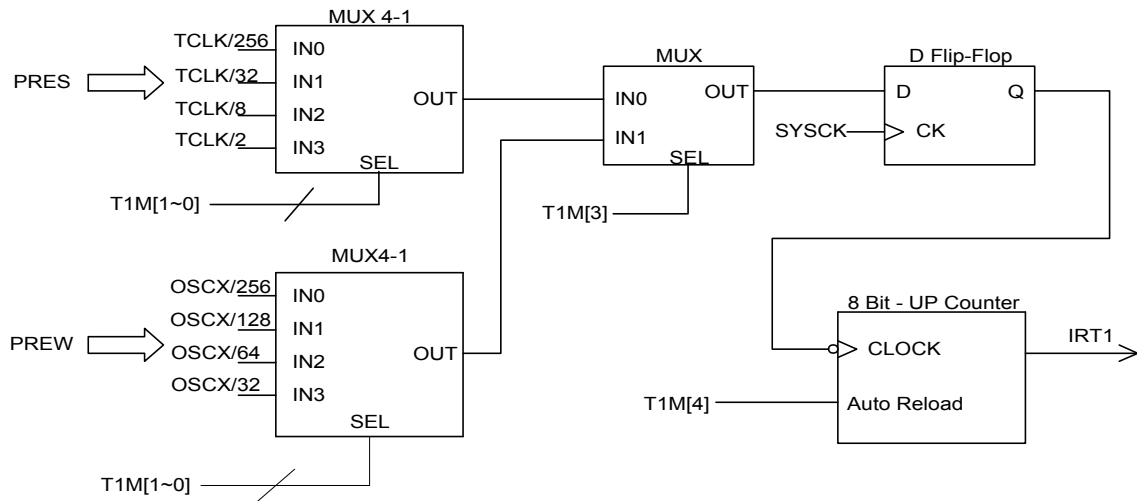 MUX 4-1
PRES
TCLK/256
TCLK/32
TCLK/8
TCLK/2
IN0
IN1
IN2
IN3
OUT
SEL
T1M[1~0]
MUX
IN0
IN1
OUT
SEL
T1M[3]
D Flip-Flop
D
Q
SYSCK
CK
MUX4-1
PREW
OSCX/256
OSCX/128
OSCX/64
OSCX/32
IN0
IN1
IN2
IN3
OUT
SEL
T1M[1~0]
8 Bit - UP Counter
CLOCK
IRT1
T1M[4]
Auto Reload